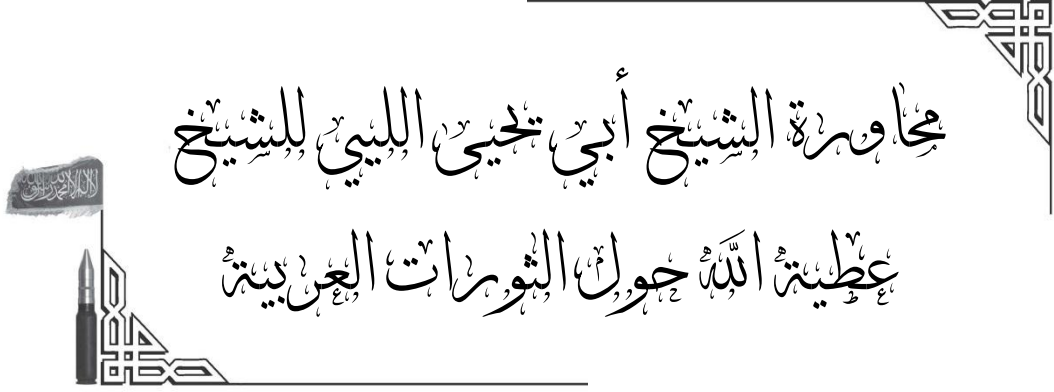 محاورة الشيخ أبي يحيى الليبي للشيخ
عطية الله حول الثورات العربية